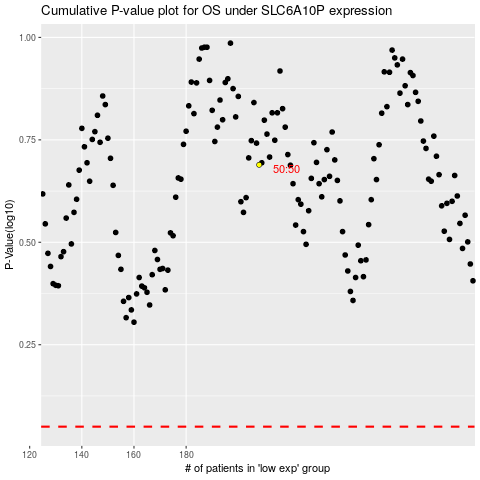 Cumulative P-value plot for OS under SLC6A10P expression
P-Value(log10)
1.00
0.75
0.50
0.25
50:50
120 140 160 180
# of patients in 'low exp' group